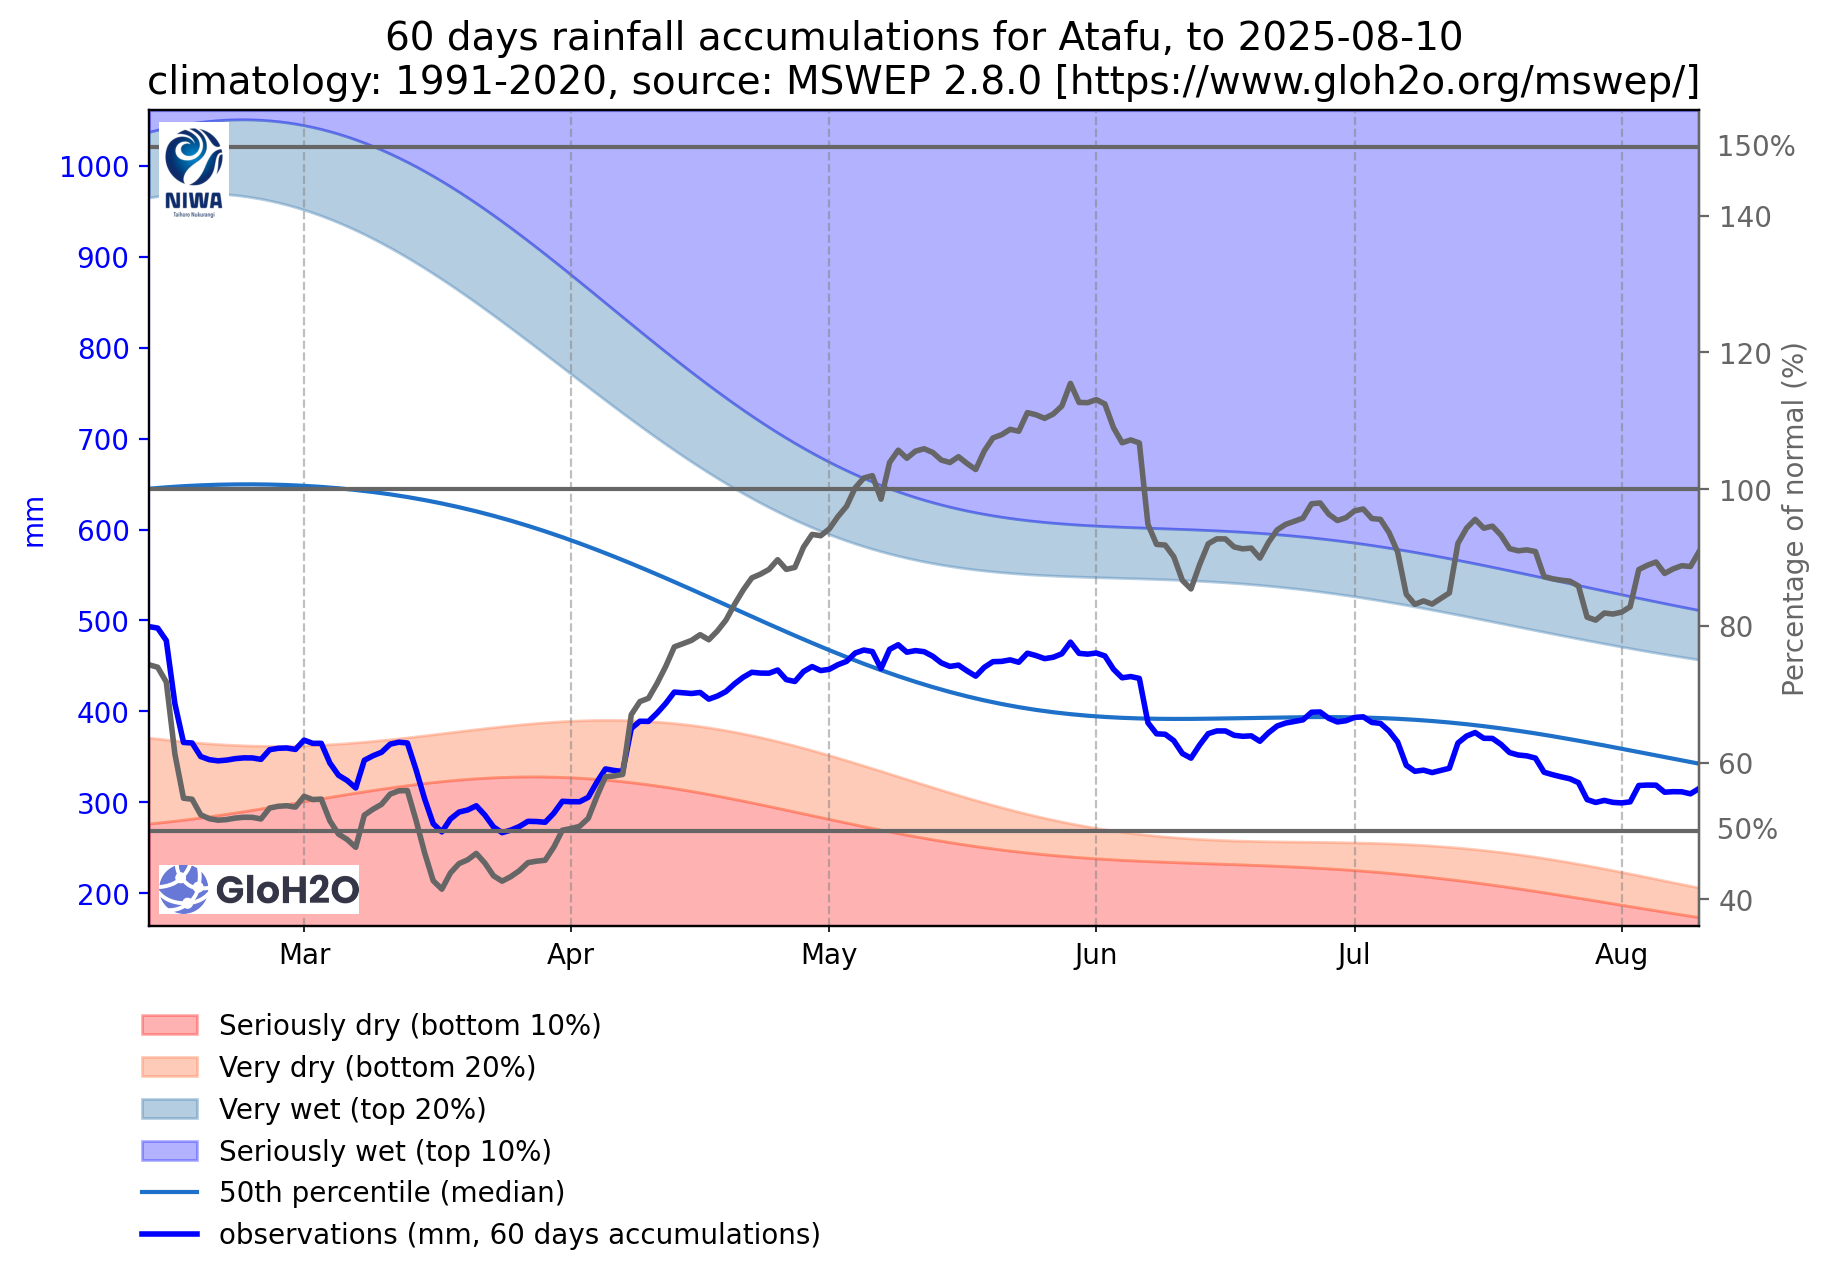 60 days rainfall accumulations for Atafu, to 2025-08-10
climatology: 1991-2020, source: MSWEP 2.8.0 [https://www.gloh2o.org/mswep/]
NIWA
Taihoro Nukurangi
1000
900
800
700
600
500
400
300
200
mm
150%
140
120
100
80
60
50%
40
Percentage of normal (%)
GloH2O
Mar Apr May Jun Jul Aug
Seriously dry (bottom 10%)
Very dry (bottom 20%)
Very wet (top 20%)
Seriously wet (top 10%)
50th percentile (median)
observations (mm, 60 days accumulations)